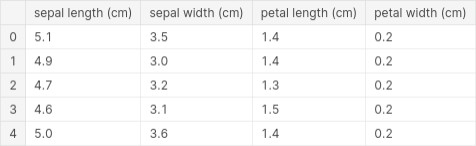 sepal length (cm) sepal width (cm) petal length (cm) petal width (cm)
0 5.1 3.5 1.4 0.2
1 4.9 3.0 1.4 0.2
2 4.7 3.2 1.3 0.2
3 4.6 3.1 1.5 0.2
4 5.0 3.6 1.4 0.2